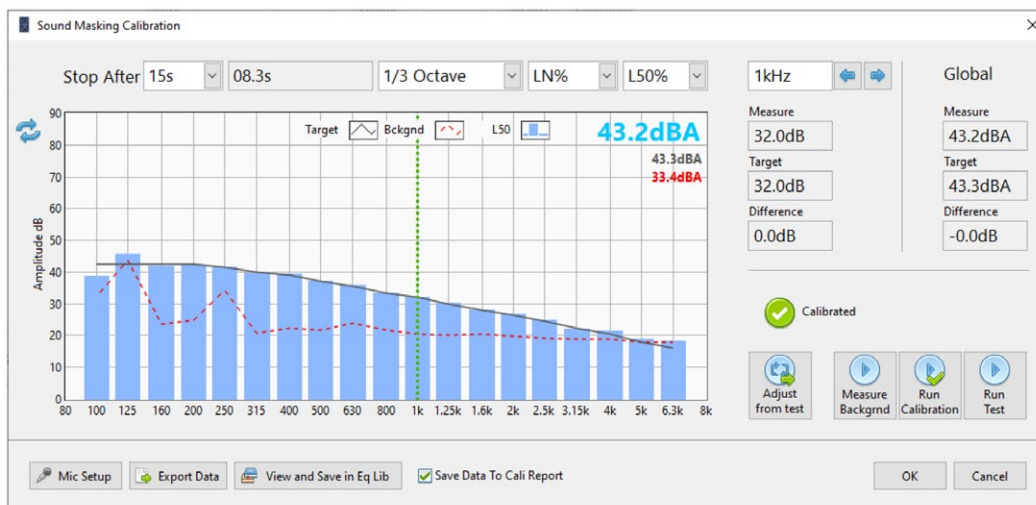 Sound Masking Calibration
Stop After 15s 08.3s 1/3 Octave LN% L50% 1kHz Global
Target Bckgnd L50 43.2dBA
43.3dBA
33.4dBA
Amplitude dB
90
80
70
60
50
40
30
20
10
0
80 100 125 160 200 250 315 400 500 630 800 1k 1.25k 1.6k 2k 2.5k 3.15k 4k 5k 6.3k 8k
Measure
32.0dB
Target
32.0dB
Difference
0.0dB
Measure
43.2dBA
Target
43.3dBA
Difference
-0.0dB
Calibrated
Adjust
from test
Measure
Backgrnd
Run
Calibration
Run
Test
Mic Setup Export Data View and Save in Eq Lib Save Data To Cali Report OK Cancel